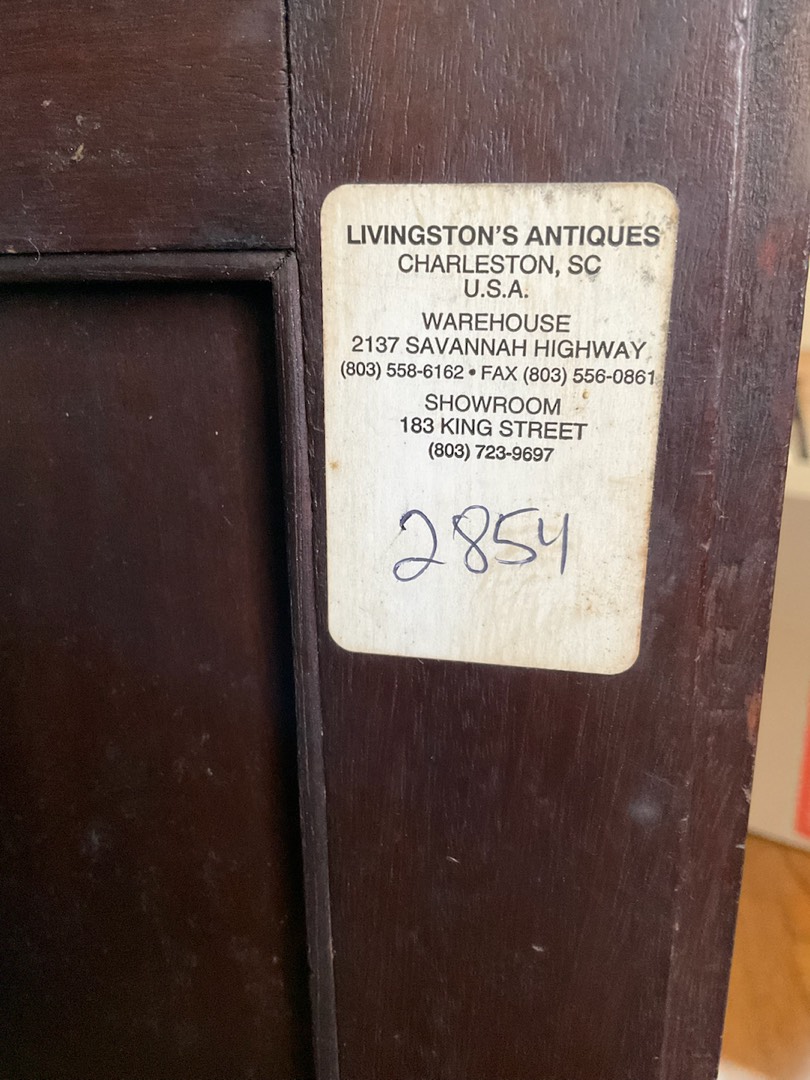 LIVINGSTON'S ANTIQUES
CHARLESTON, SC
U.S.A.
WAREHOUSE
2137 SAVANNAH HIGHWAY
(803) 558-6162 • FAX (803) 556-0861
SHOWROOM
183 KING STREET
(803) 723-9697
2854